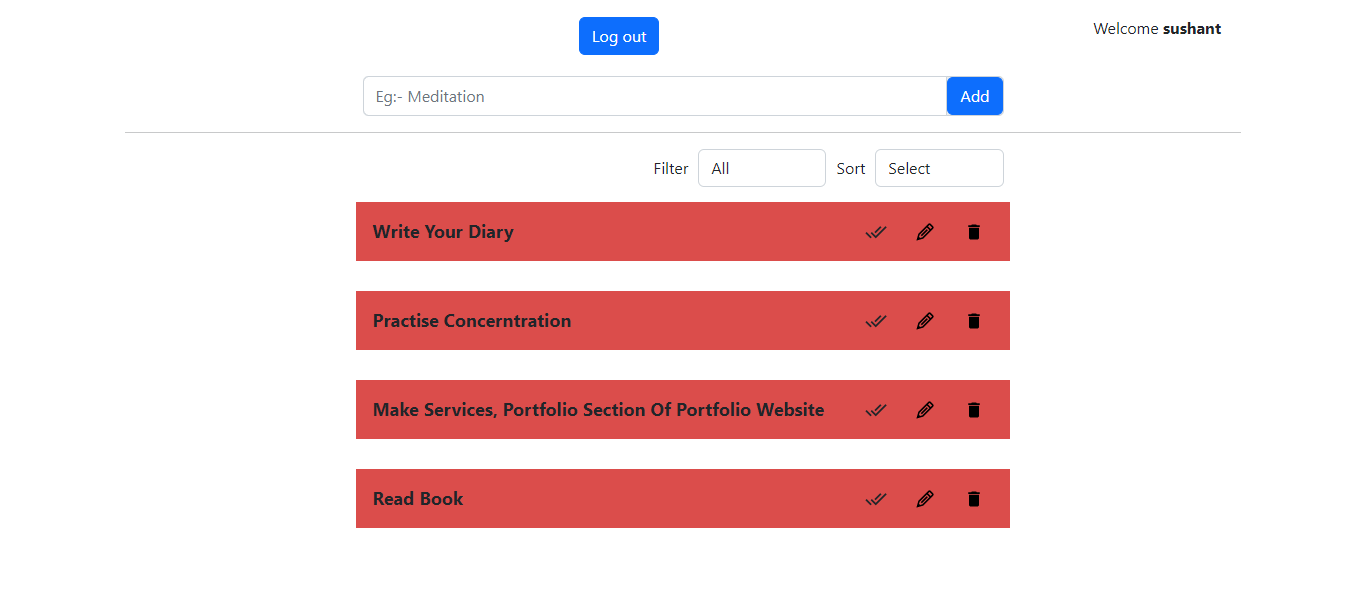 Log out
Welcome sushant
Eg:- Meditation
Add
Filter All Sort Select
Write Your Diary
Practise Concerntration
Make Services, Portfolio Section Of Portfolio Website
Read Book